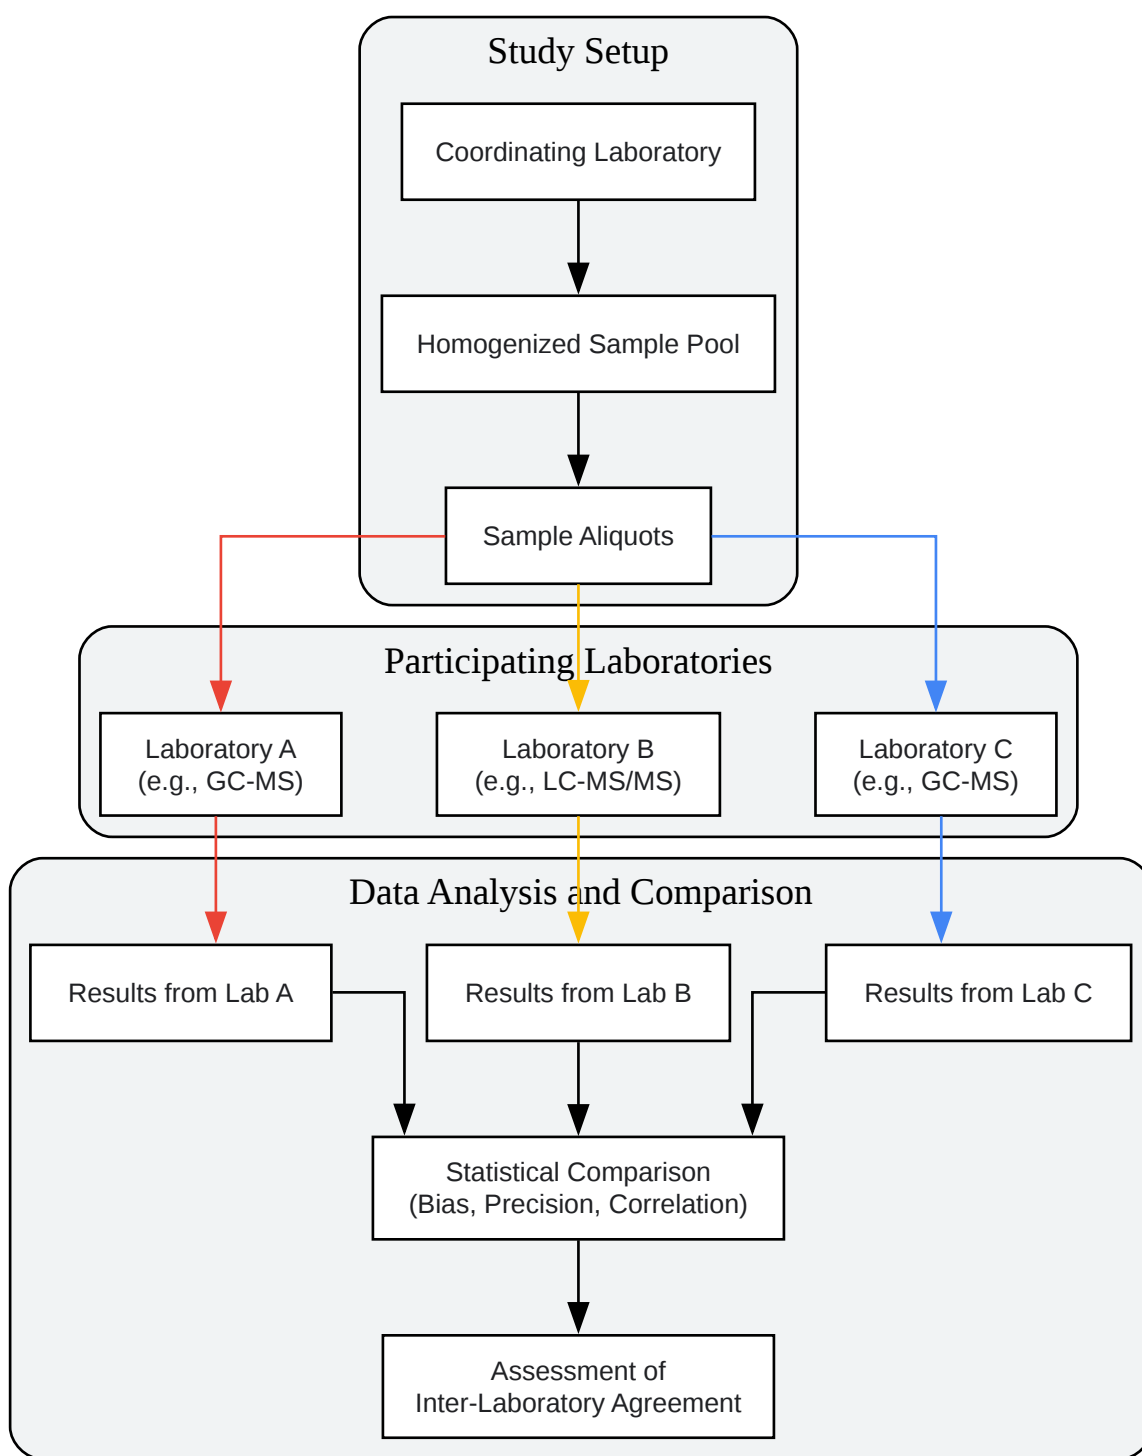 Study Setup
Coordinating Laboratory
Homogenized Sample Pool
Sample Aliquots
Participating Laboratories
Laboratory A
(e.g., GC-MS)
Laboratory B
(e.g., LC-MS/MS)
Laboratory C
(e.g., GC-MS)
Data Analysis and Comparison
Results from Lab A
Results from Lab B
Results from Lab C
Statistical Comparison
(Bias, Precision, Correlation)
Assessment of
Inter-Laboratory Agreement